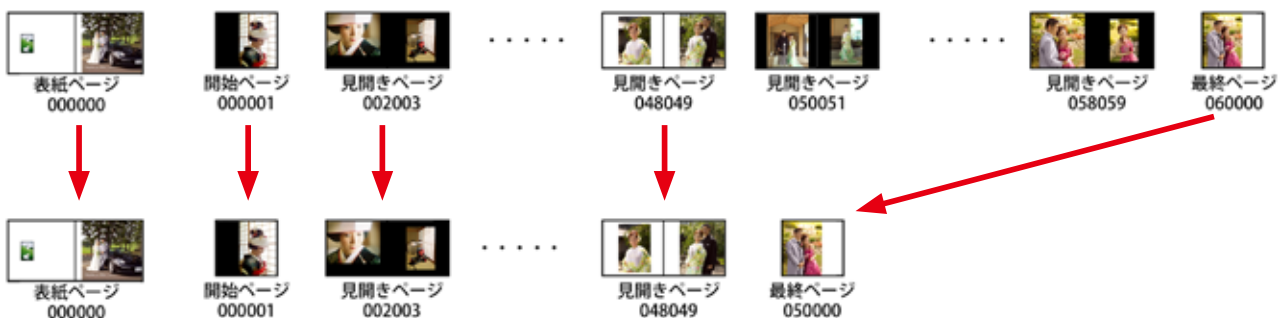 表紙ページ
000000
開始ページ
000001
見開きページ
002003
・・・・・
見開きページ
048049
見開きページ
050051
・・・・・
見開きページ
058059
最終ページ
060000
表紙ページ
000000
開始ページ
000001
見開きページ
002003
・・・・・
見開きページ
048049
最終ページ
050000